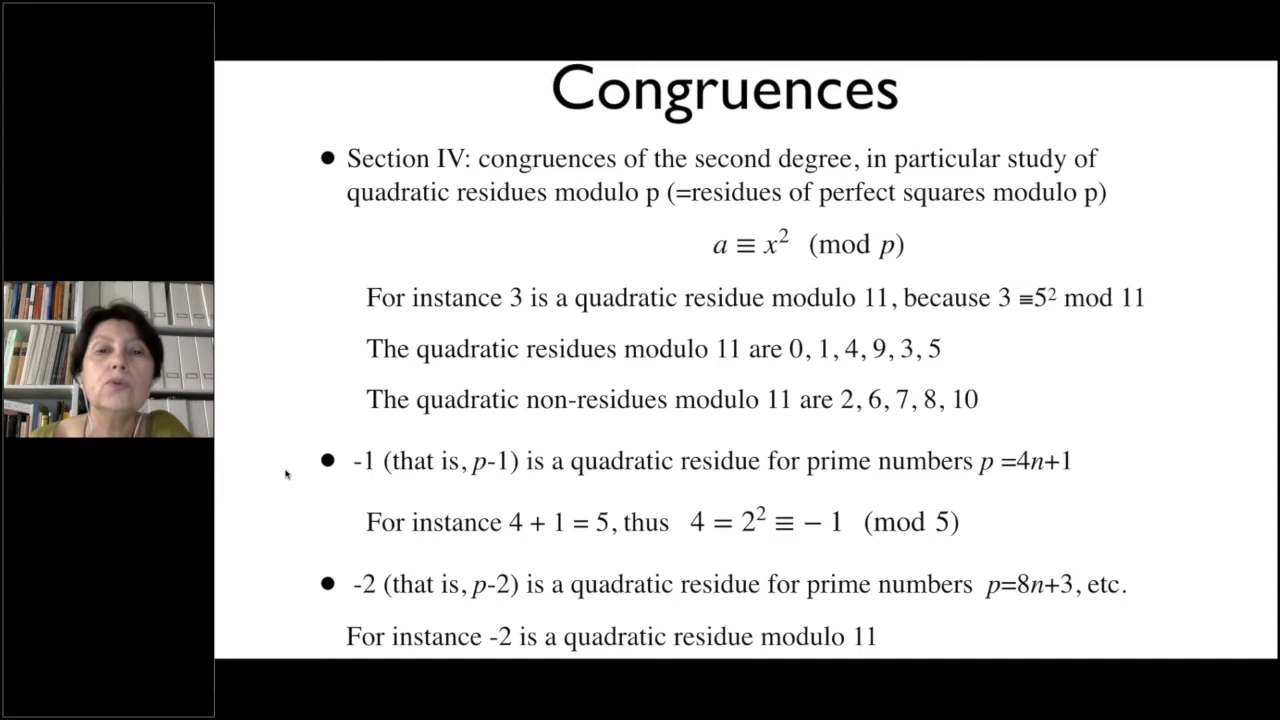 Congruences
● Section IV: congruences of the second degree, in particular study of
quadratic residues modulo p (=residues of perfect squares modulo p)
a ≡ x² (mod p)
For instance 3 is a quadratic residue modulo 11, because 3 ≡5² mod 11
The quadratic residues modulo 11 are 0, 1, 4, 9, 3, 5
The quadratic non-residues modulo 11 are 2, 6, 7, 8, 10
● -1 (that is, p-1) is a quadratic residue for prime numbers p =4n+1
For instance 4 + 1 = 5, thus 4 = 2² ≡ − 1 (mod 5)
● -2 (that is, p-2) is a quadratic residue for prime numbers p=8n+3, etc.
For instance -2 is a quadratic residue modulo 11